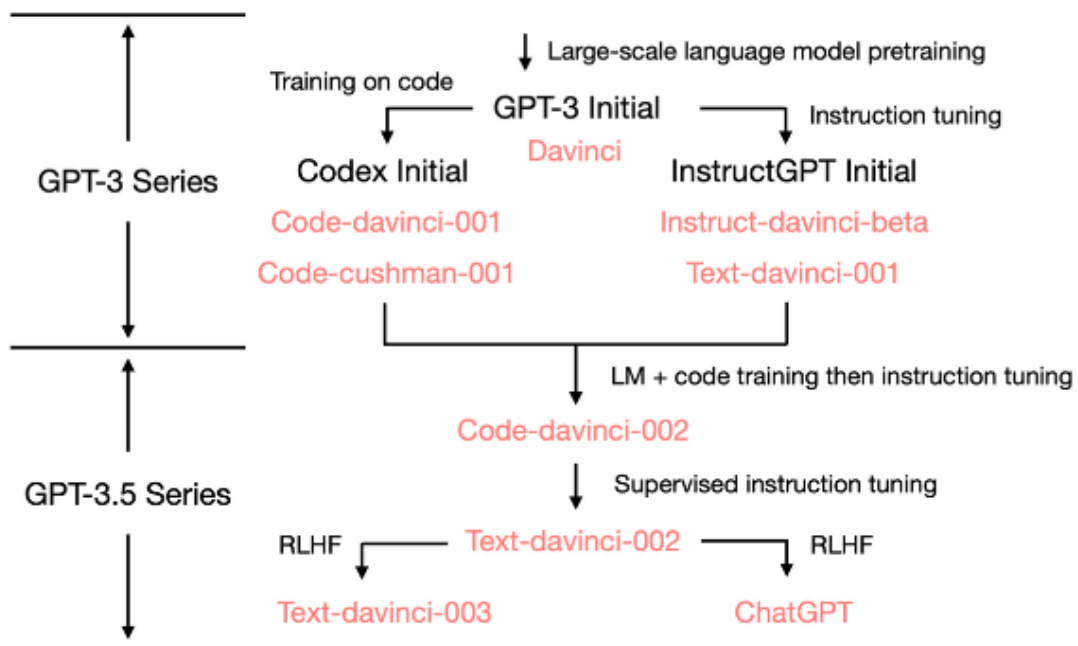 Large-scale language model pretraining
Training on code
GPT-3 Initial
Instruction tuning
Davinci
Codex Initial
InstructGPT Initial
GPT-3 Series
Code-davinci-001
Instruct-davinci-beta
Code-cushman-001
Text-davinci-001
LM + code training then instruction tuning
Code-davinci-002
Supervised instruction tuning
GPT-3.5 Series
RLHF
Text-davinci-002
RLHF
Text-davinci-003
ChatGPT